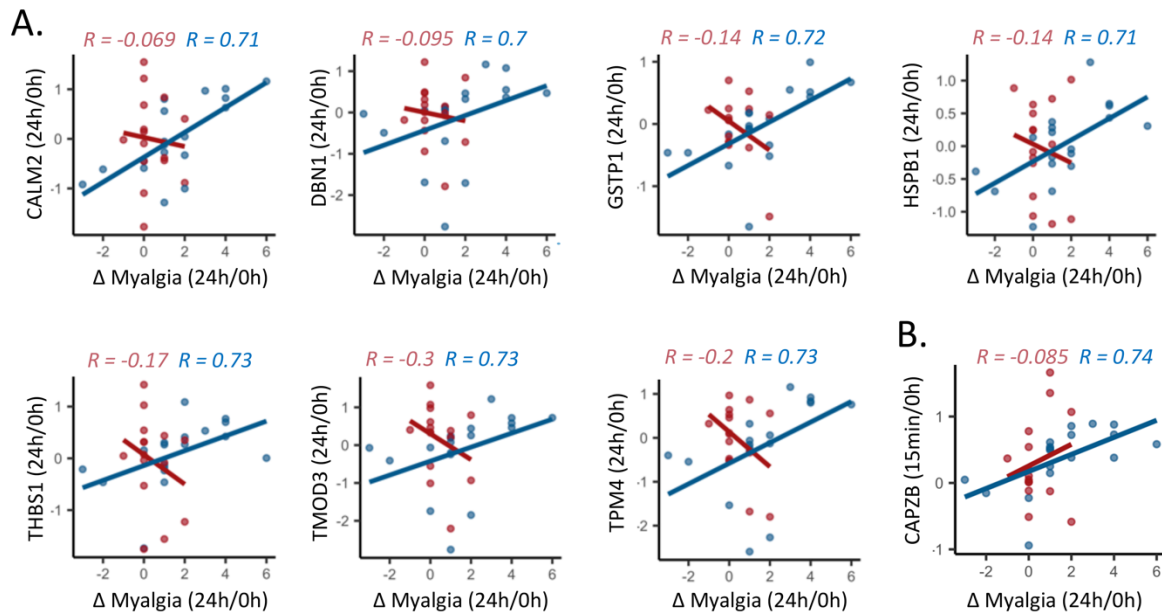 A.
R = -0.069 R = 0.71
CALM2 (24h/0h)
1
0
-1
-2 0 2 4 6
Δ Myalgia (24h/0h)
R = -0.095 R = 0.7
DBN1 (24h/0h)
1
0
-1
-2
-2 0 2 4 6
Δ Myalgia (24h/0h)
R = -0.14 R = 0.72
GSTP1 (24h/0h)
1
0
1
-2 0 2 4 6
Δ Myalgia (24h/0h)
R = -0.14 R = 0.71
HSPB1 (24h/0h)
1.0
0.5
0.0
-0.5
-1.0
-2 0 2 4 6
Δ Myalgia (24h/0h)
R = -0.17 R = 0.73
THBS1 (24h/0h)
1
0
-1
-2 0 2 4 6
Δ Myalgia (24h/0h)
R = -0.3 R = 0.73
TMOD3 (24h/0h)
1
0
-1
-2
-2 0 2 4 6
Δ Myalgia (24h/0h)
R = -0.2 R = 0.73
TPM4 (24h/0h)
1
0
-1
-2
-2 0 2 4 6
Δ Myalgia (24h/0h)
B.
R = -0.085 R = 0.74
CAPZB (15min/0h)
1
0
-1
-2 0 2 4 6
Δ Myalgia (24h/0h)